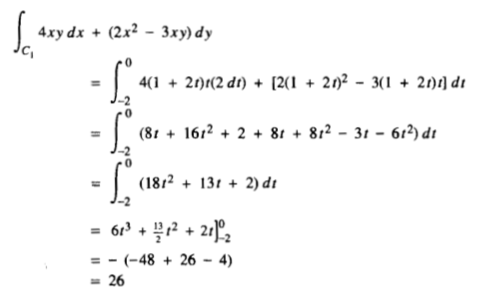 ∫_{C₁} 4xy dx + (2x² − 3xy) dy
= ∫_{−2}^{0} 4(1 + 2t)t(2 dt) + [2(1 + 2t)² − 3(1 + 2t)t] dt
= ∫_{−2}^{0} (8t + 16t² + 2 + 8t + 8t² − 3t − 6t²) dt
= ∫_{−2}^{0} (18t² + 13t + 2) dt
= 6t³ + 13/2 t² + 2t]_{−2}^{0}
= − (−48 + 26 − 4)
= 26